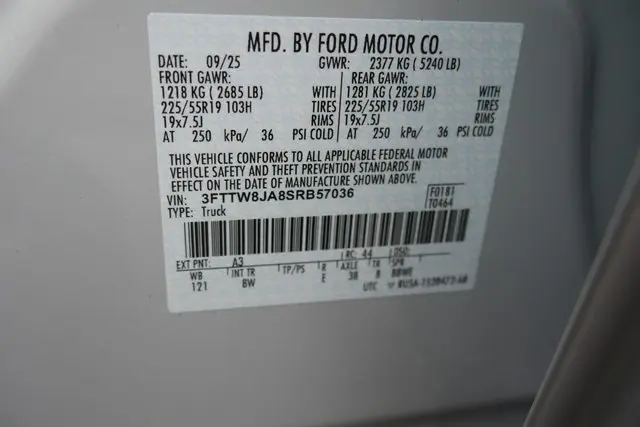 MFD. BY FORD MOTOR CO.
DATE: 09/25 GVWR: 2377 KG ( 5240 LB)
FRONT GAWR: REAR GAWR:
1218 KG ( 2685 LB) WITH 1281 KG ( 2825 LB) WITH
225/55R19 103H TIRES 225/55R19 103H TIRES
19x7.5J RIMS 19x7.5J RIMS
AT 250 kPa/ 36 PSI COLD AT 250 kPa/ 36 PSI COLD
THIS VEHICLE CONFORMS TO ALL APPLICABLE FEDERAL MOTOR
VEHICLE SAFETY AND THEFT PREVENTION STANDARDS IN
EFFECT ON THE DATE OF MANUFACTURE SHOWN ABOVE.
VIN: 3FTTW8JA8SRB57036 F0181
TYPE: Truck T0464
EXT PNT: A3 RC: 44 DSO:
WB INT TR TP/PS R AXLE TR SPR
121 8W E 38 8 BBWE
UTC